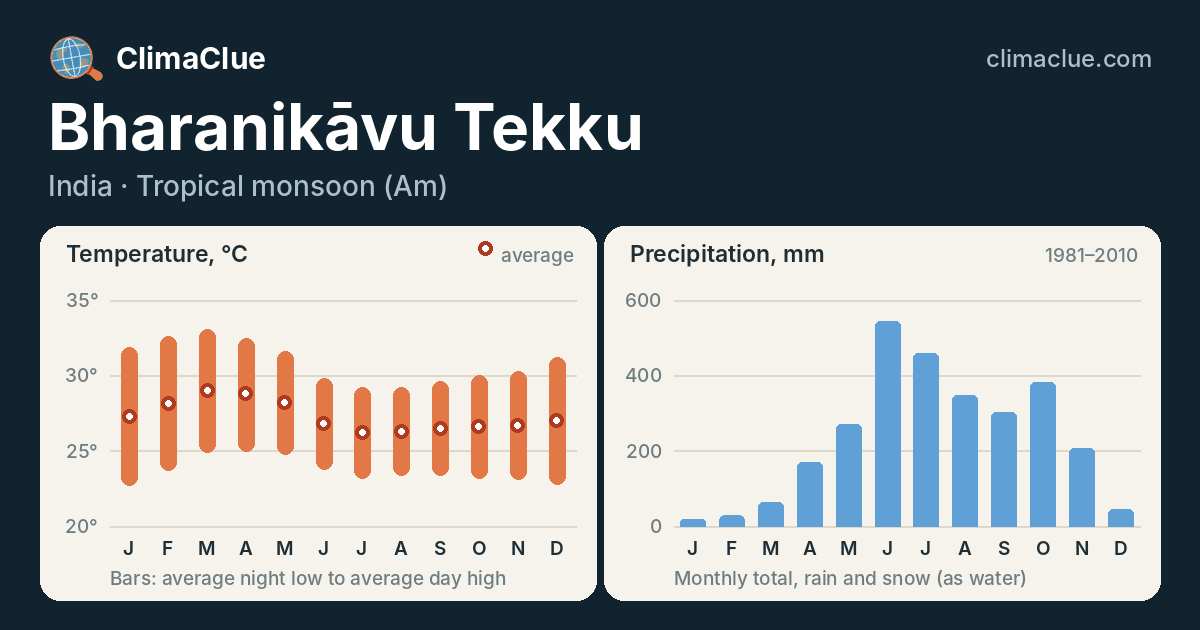 ClimaClue
climaclue.com
Bharanikāvu Tekku
India · Tropical monsoon (Am)
Temperature, °C
average
35°
30°
25°
20°
J F M A M J J A S O N D
Bars: average night low to average day high
Precipitation, mm
1981–2010
600
400
200
0
J F M A M J J A S O N D
Monthly total, rain and snow (as water)